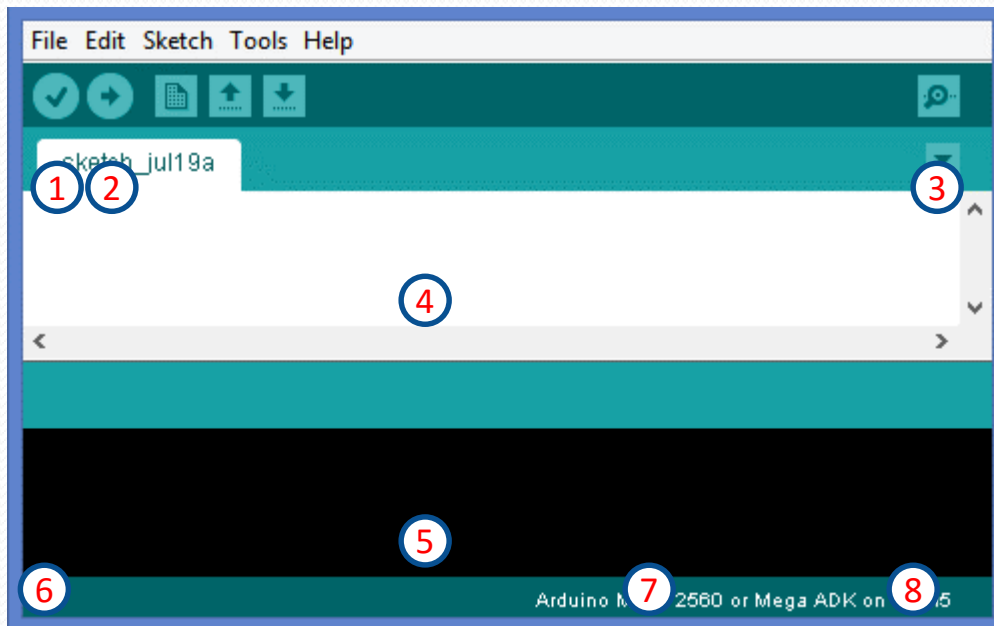 File Edit Sketch Tools Help
sketch_jul19a
1 2 3
4
5
6 7 8
Arduino 2560 or Mega ADK on